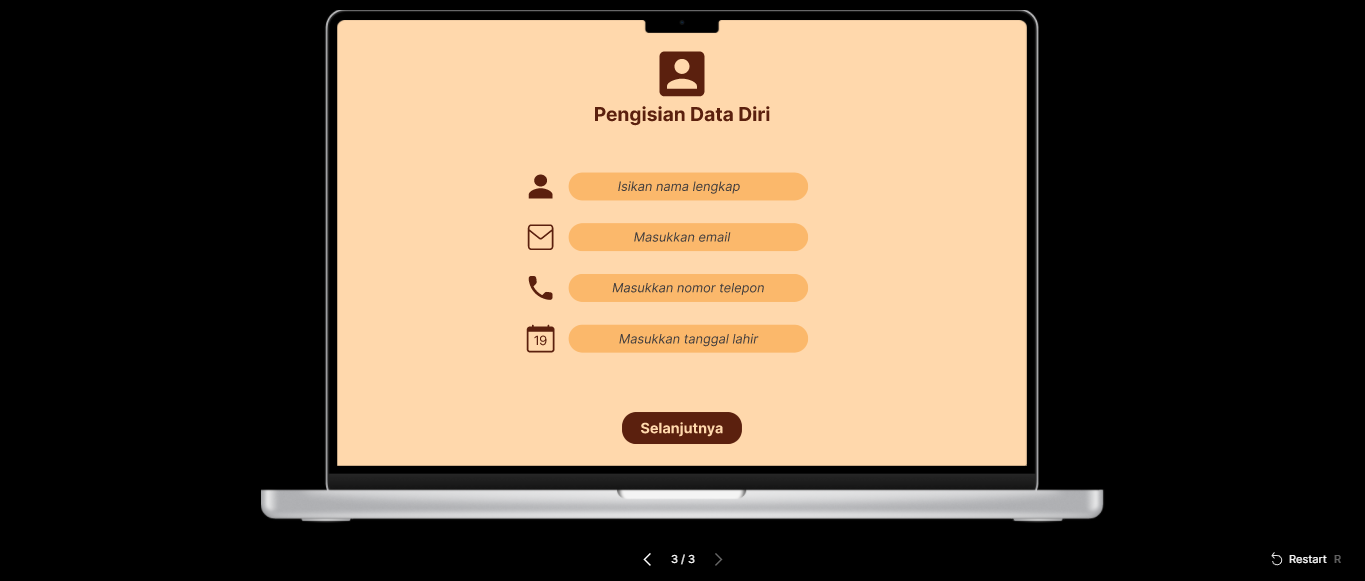 Pengisian Data Diri
Isikan nama lengkap
Masukkan email
Masukkan nomor telepon
19
Masukkan tanggal lahir
Selanjutnya
3 / 3
Restart R